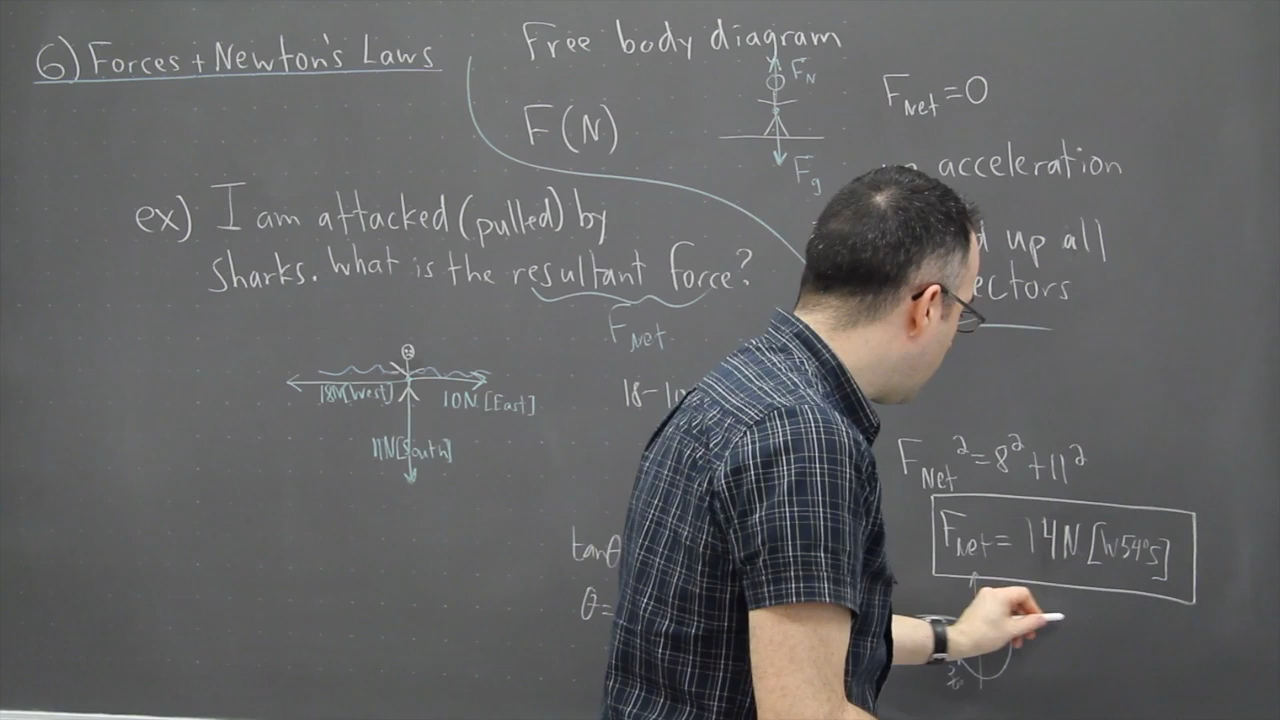 6) Forces + Newton's Laws
Free body diagram
F_N
F_Net = 0
F(N)
acceleration
F_g
ex) I am attacked (pulled) by
sharks. What is the resultant force?
up all
F_Net
18N[West]
10N [East]
18-10
11N[South]
F_Net² = 8² + 11²
F_Net = 14N [W54°S]
tanθ
θ=